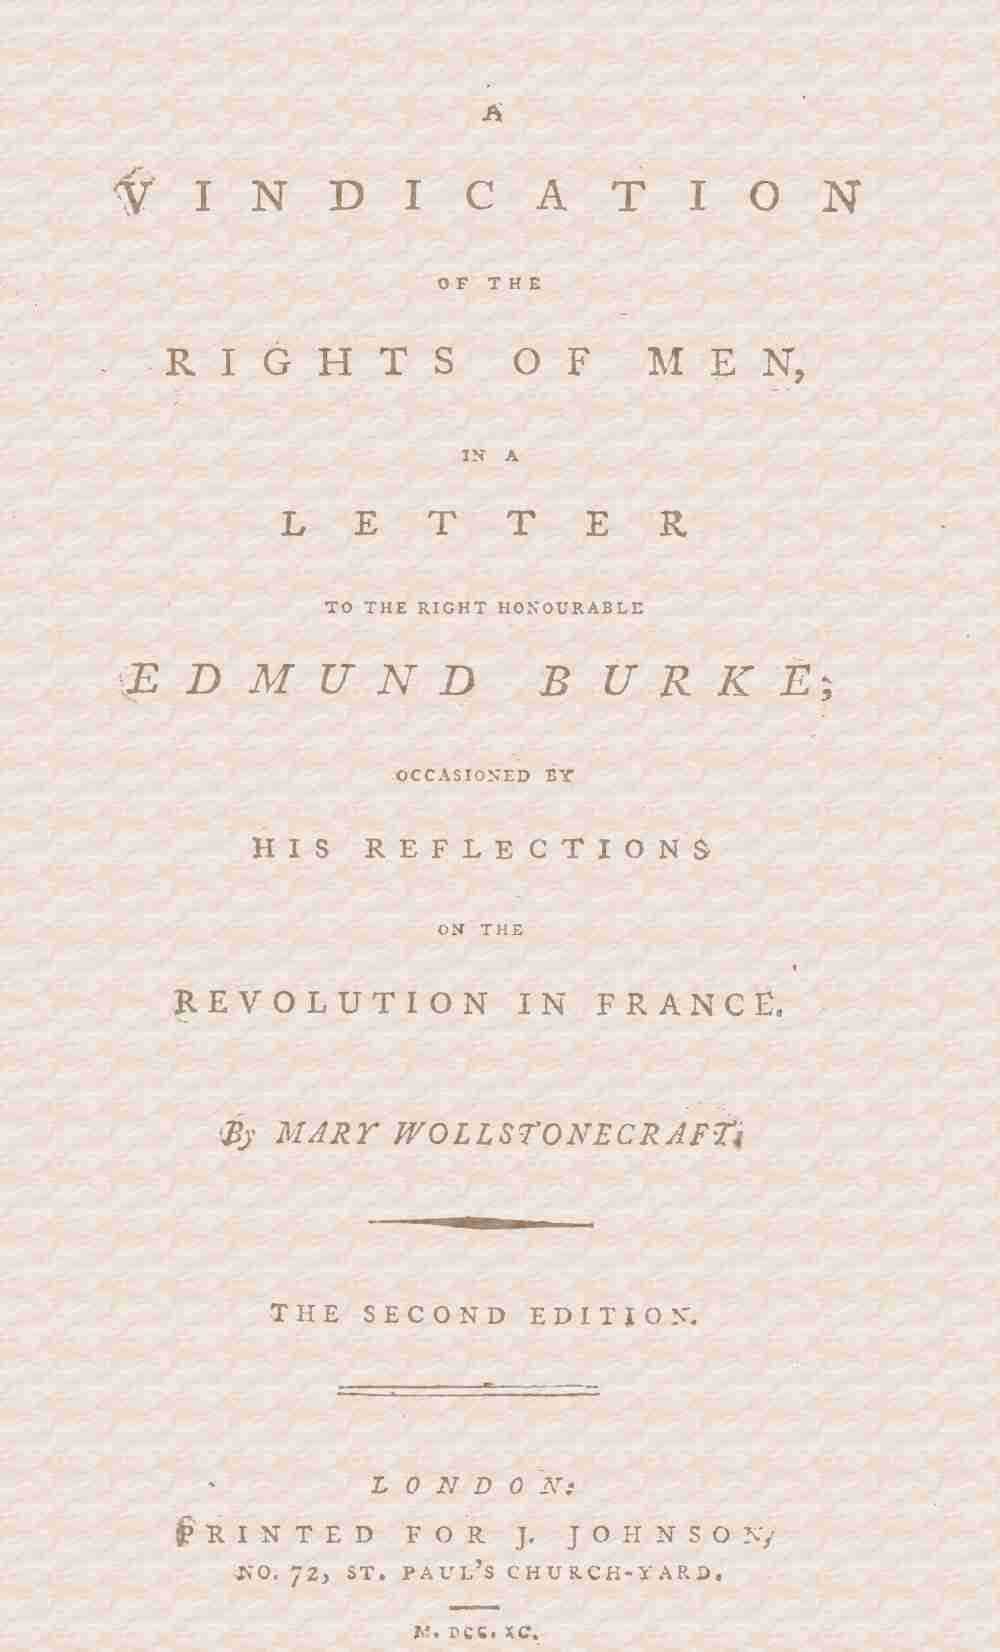 A
VINDICATION
OF THE
RIGHTS OF MEN,
IN A
LETTER
TO THE RIGHT HONOURABLE
EDMUND BURKE;
OCCASIONED BY
HIS REFLECTIONS
ON THE
REVOLUTION IN FRANCE.
By MARY WOLLSTONECRAFT.
THE SECOND EDITION.
LONDON:
PRINTED FOR J. JOHNSON,
NO. 72, ST. PAUL'S CHURCH-YARD.
M. DCC. XC.